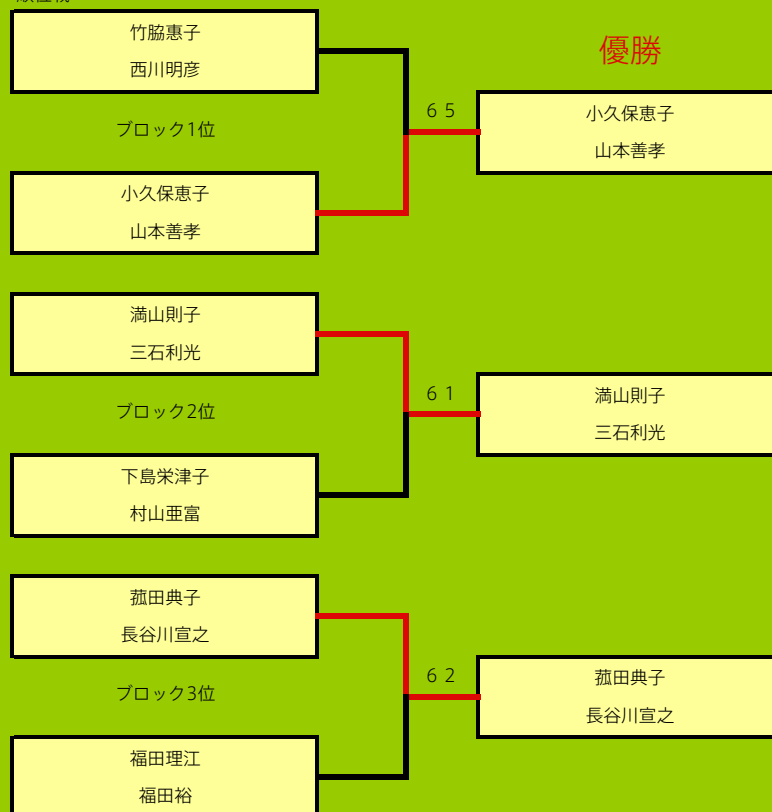 竹脇惠子
西川明彦
優勝
6 5
小久保恵子
山本善孝
ブロック1位
小久保恵子
山本善孝
満山則子
三石利光
6 1
満山則子
三石利光
ブロック2位
下島栄津子
村山亜富
菰田典子
長谷川宣之
6 2
菰田典子
長谷川宣之
ブロック3位
福田理江
福田裕